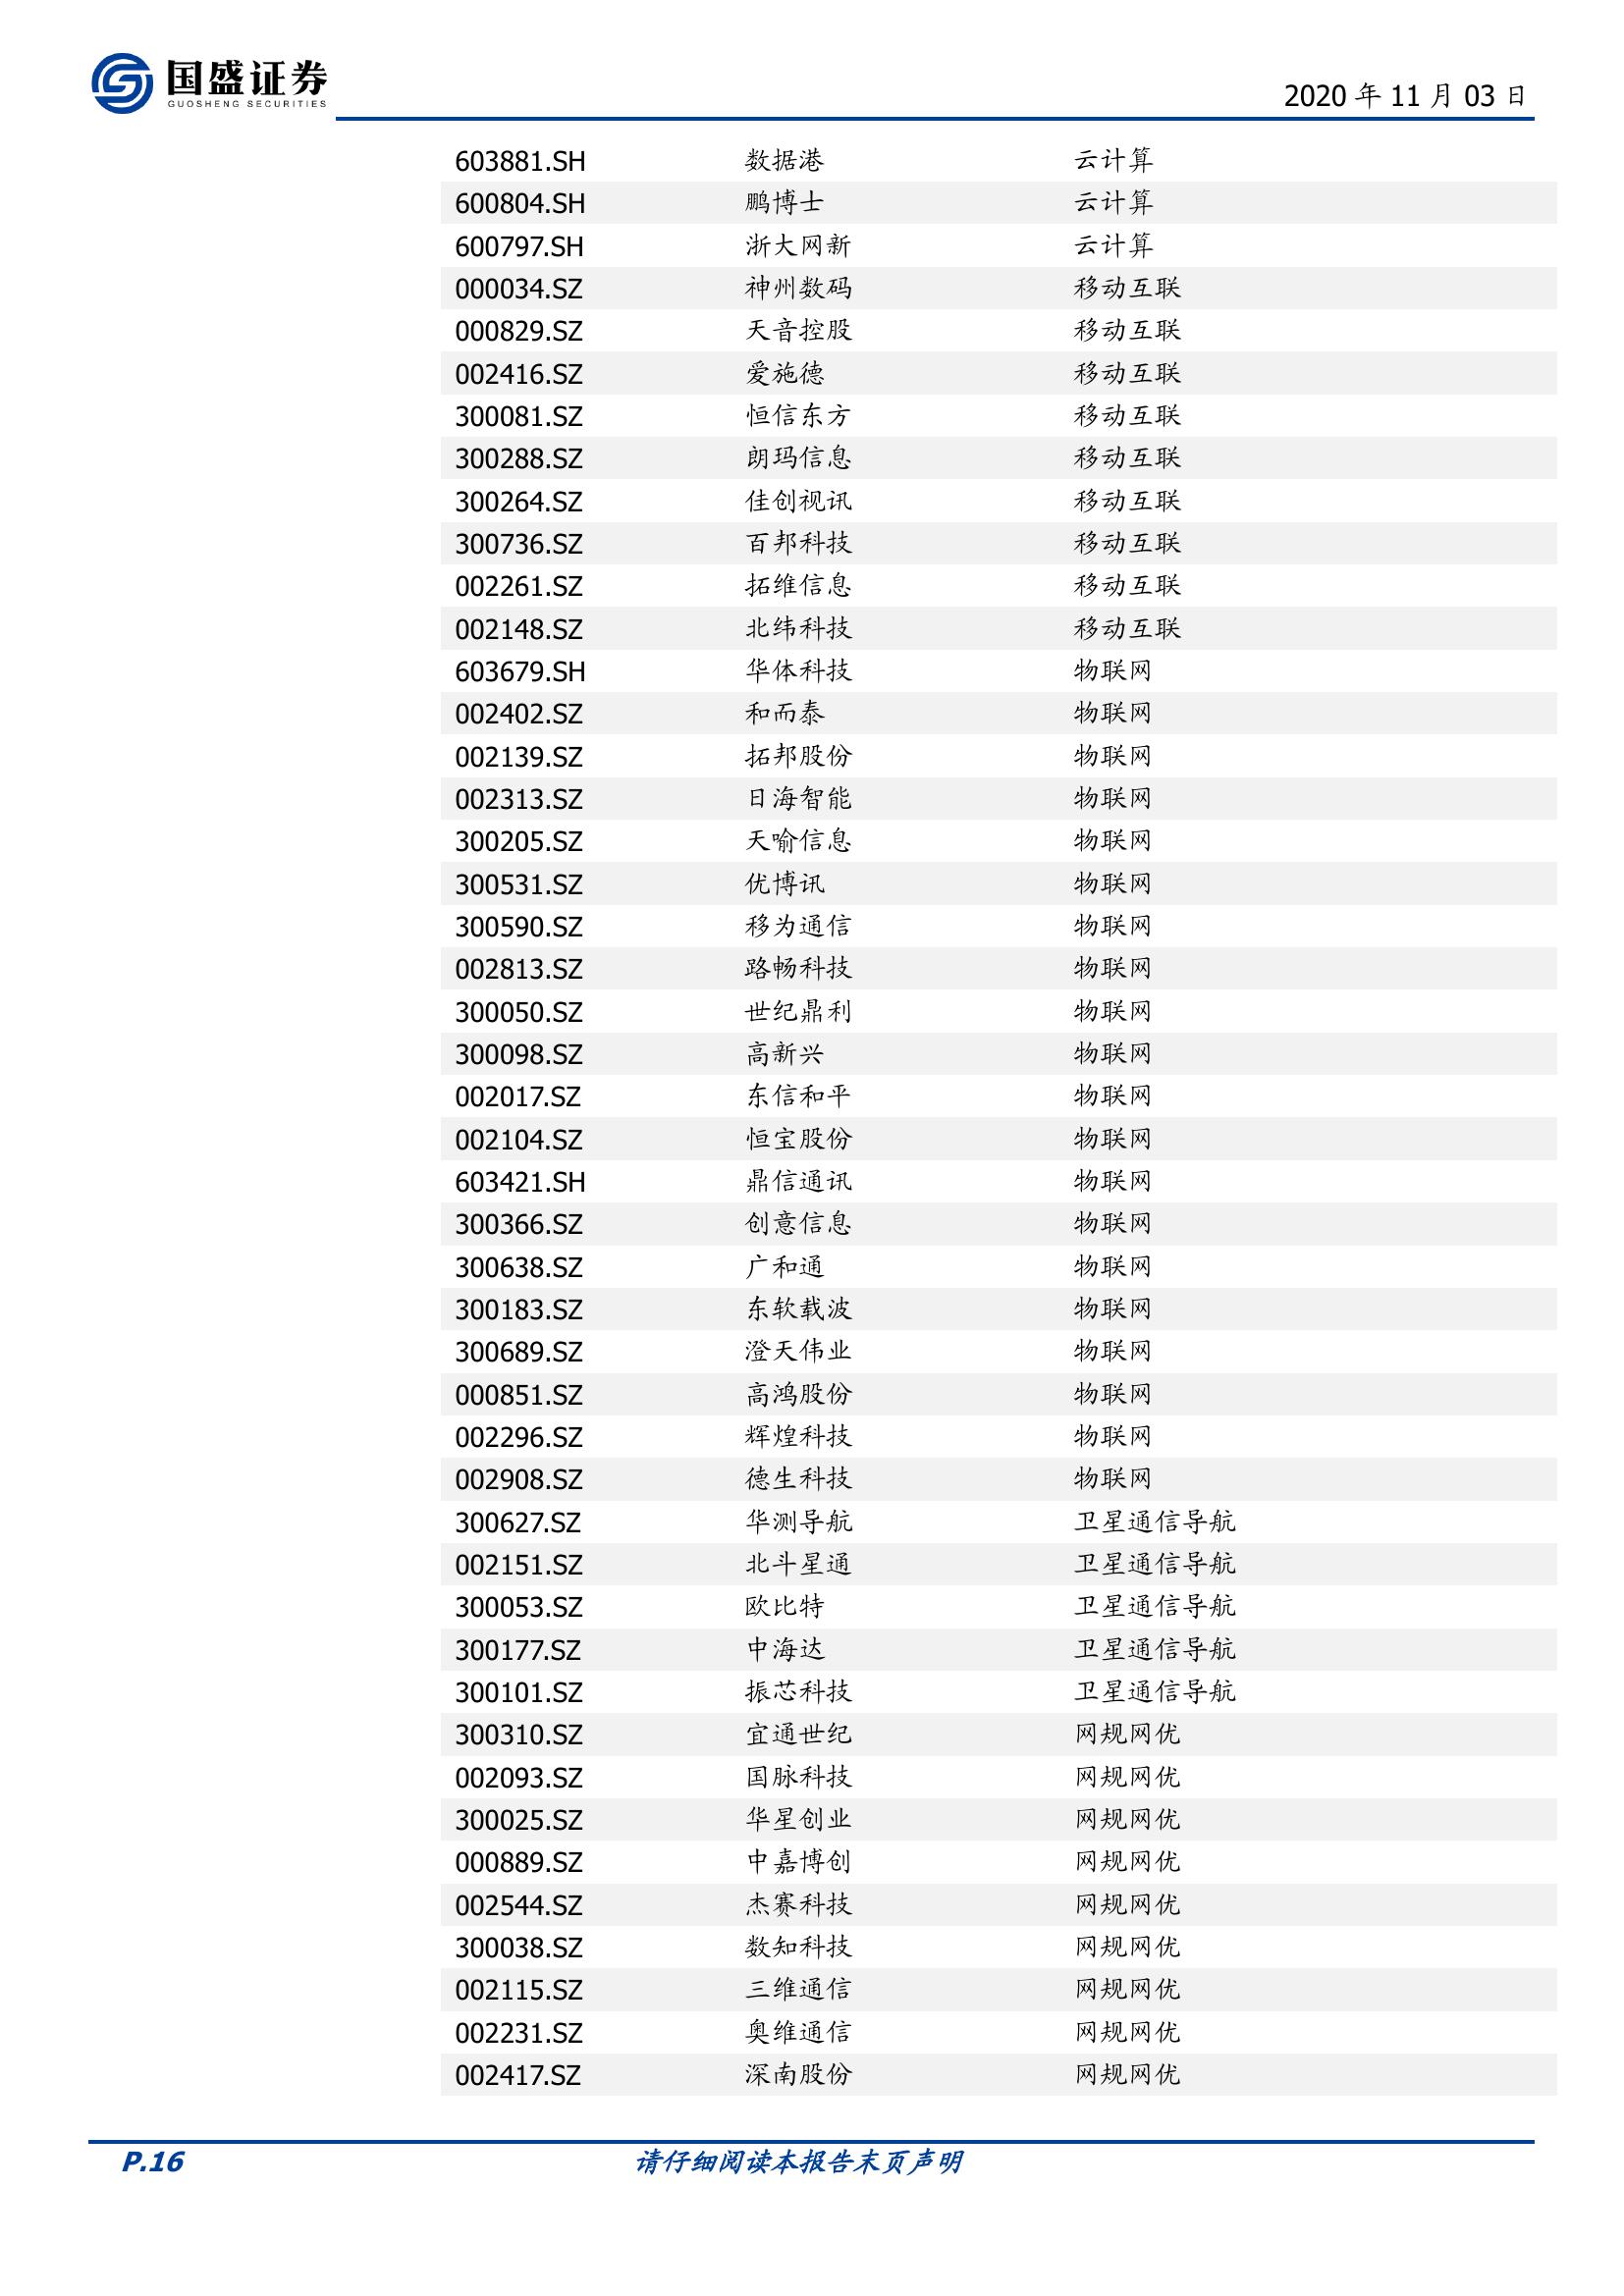 国盛证券
GUOSHENG SECURITIES
2020 年 11 月 03 日
603881.SH 数据港 云计算
600804.SH 鹏博士 云计算
600797.SH 浙大网新 云计算
000034.SZ 神州数码 移动互联
000829.SZ 天音控股 移动互联
002416.SZ 爱施德 移动互联
300081.SZ 恒信东方 移动互联
300288.SZ 朗玛信息 移动互联
300264.SZ 佳创视讯 移动互联
300736.SZ 百邦科技 移动互联
002261.SZ 拓维信息 移动互联
002148.SZ 北纬科技 移动互联
603679.SH 华体科技 物联网
002402.SZ 和而泰 物联网
002139.SZ 拓邦股份 物联网
002313.SZ 日海智能 物联网
300205.SZ 天喻信息 物联网
300531.SZ 优博讯 物联网
300590.SZ 移为通信 物联网
002813.SZ 路畅科技 物联网
300050.SZ 世纪鼎利 物联网
300098.SZ 高新兴 物联网
002017.SZ 东信和平 物联网
002104.SZ 恒宝股份 物联网
603421.SH 鼎信通讯 物联网
300366.SZ 创意信息 物联网
300638.SZ 广和通 物联网
300183.SZ 东软载波 物联网
300689.SZ 澄天伟业 物联网
000851.SZ 高鸿股份 物联网
002296.SZ 辉煌科技 物联网
002908.SZ 德生科技 物联网
300627.SZ 华测导航 卫星通信导航
002151.SZ 北斗星通 卫星通信导航
300053.SZ 欧比特 卫星通信导航
300177.SZ 中海达 卫星通信导航
300101.SZ 振芯科技 卫星通信导航
300310.SZ 宜通世纪 网规网优
002093.SZ 国脉科技 网规网优
300025.SZ 华星创业 网规网优
000889.SZ 中嘉博创 网规网优
002544.SZ 杰赛科技 网规网优
300038.SZ 数知科技 网规网优
002115.SZ 三维通信 网规网优
002231.SZ 奥维通信 网规网优
002417.SZ 深南股份 网规网优
P.16 请仔细阅读本报告末页声明